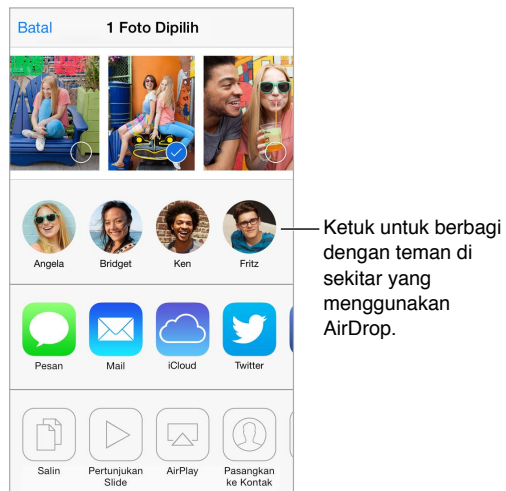 Batal 1 Foto Dipilih
Angela Bridget Ken Fritz
Ketuk untuk berbagi
dengan teman di
sekitar yang
menggunakan
AirDrop.
Pesan Mail iCloud Twitter
Salin Pertunjukan Slide AirPlay Pasangkan ke Kontak